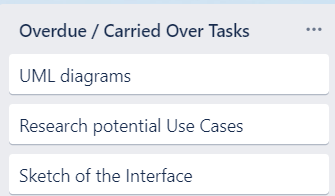 Overdue / Carried Over Tasks
UML diagrams
Research potential Use Cases
Sketch of the Interface